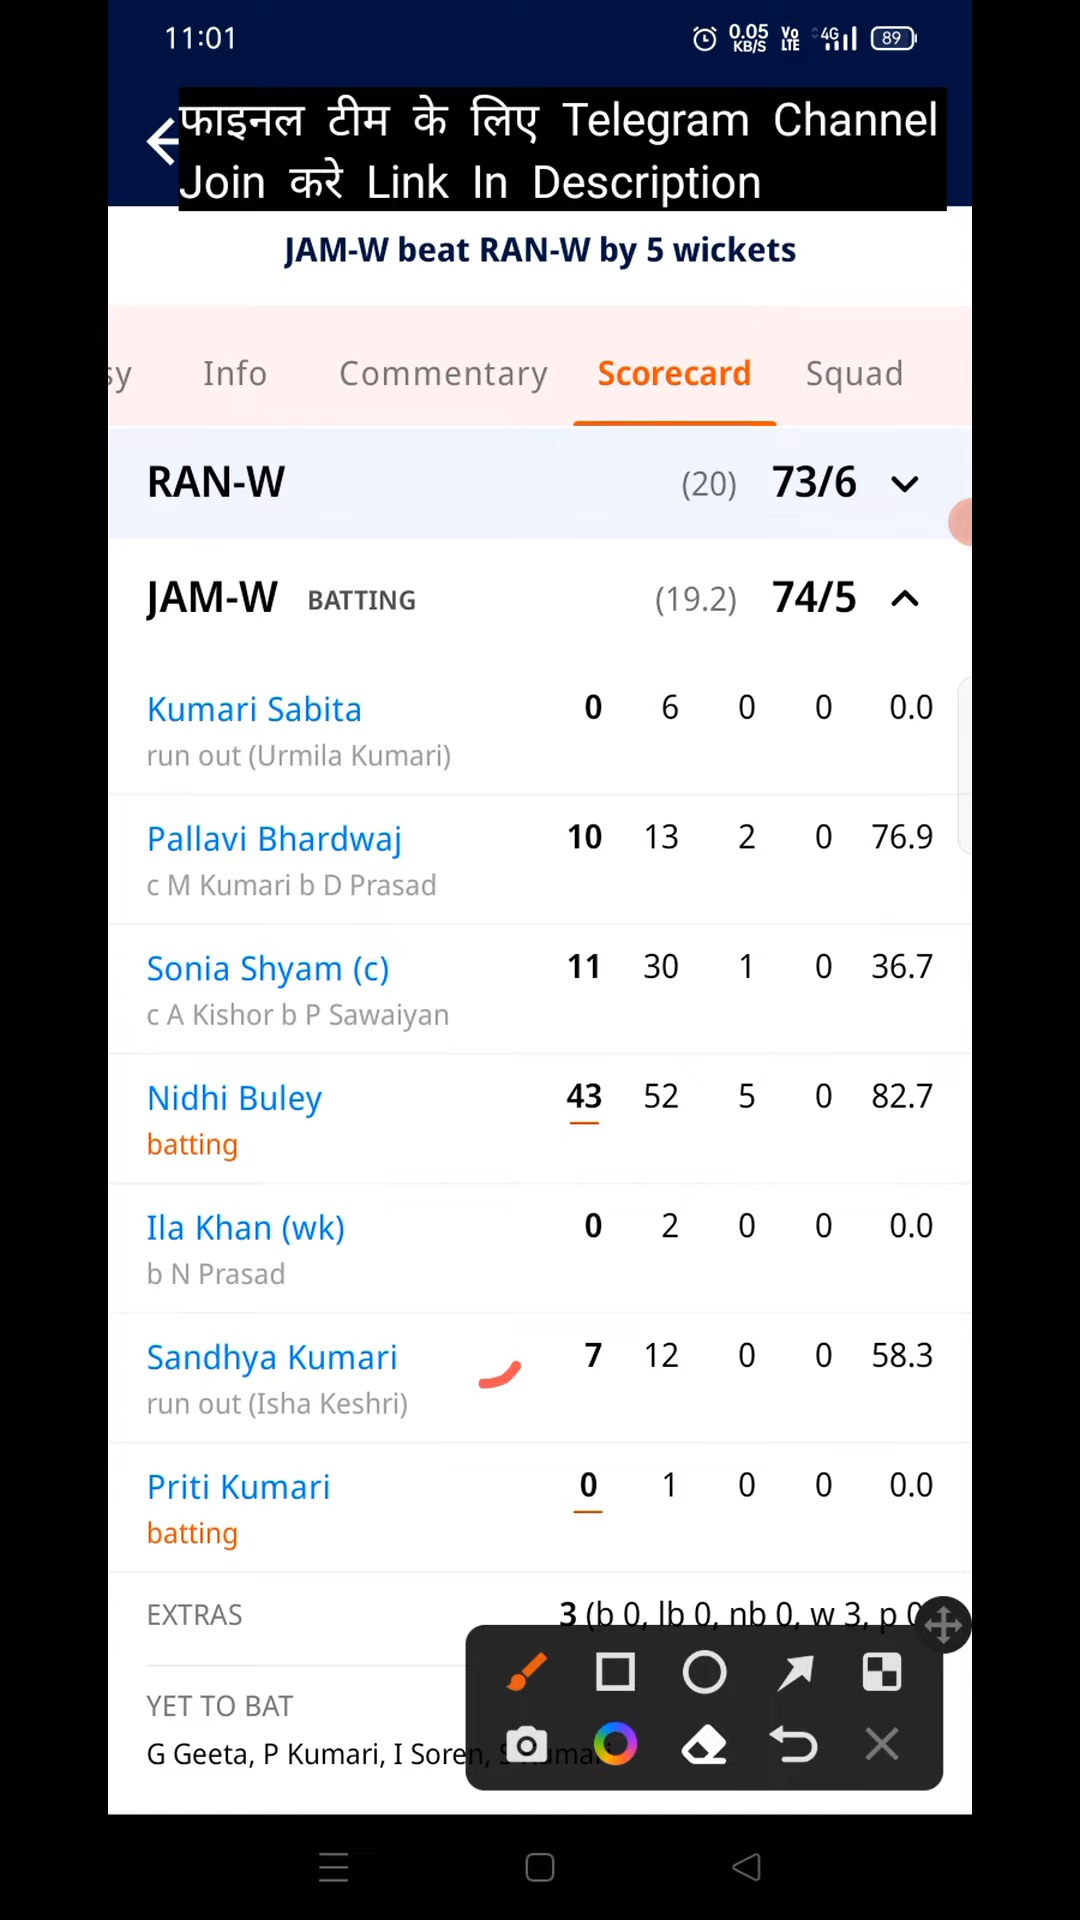 11:01 0.05 KB/S Vo LTE 4G 89
फाइनल टीम के लिए Telegram Channel
Join करे Link In Description
JAM-W beat RAN-W by 5 wickets
sy Info Commentary Scorecard Squad
RAN-W (20) 73/6
JAM-W BATTING (19.2) 74/5
Kumari Sabita 0 6 0 0 0.0
run out (Urmila Kumari)
Pallavi Bhardwaj 10 13 2 0 76.9
c M Kumari b D Prasad
Sonia Shyam (c) 11 30 1 0 36.7
c A Kishor b P Sawaiyan
Nidhi Buley 43 52 5 0 82.7
batting
Ila Khan (wk) 0 2 0 0 0.0
b N Prasad
Sandhya Kumari 7 12 0 0 58.3
run out (Isha Keshri)
Priti Kumari 0 1 0 0 0.0
batting
EXTRAS 3 (b 0, lb 0, nb 0, w 3, p 0
YET TO BAT
G Geeta, P Kumari, I Soren,